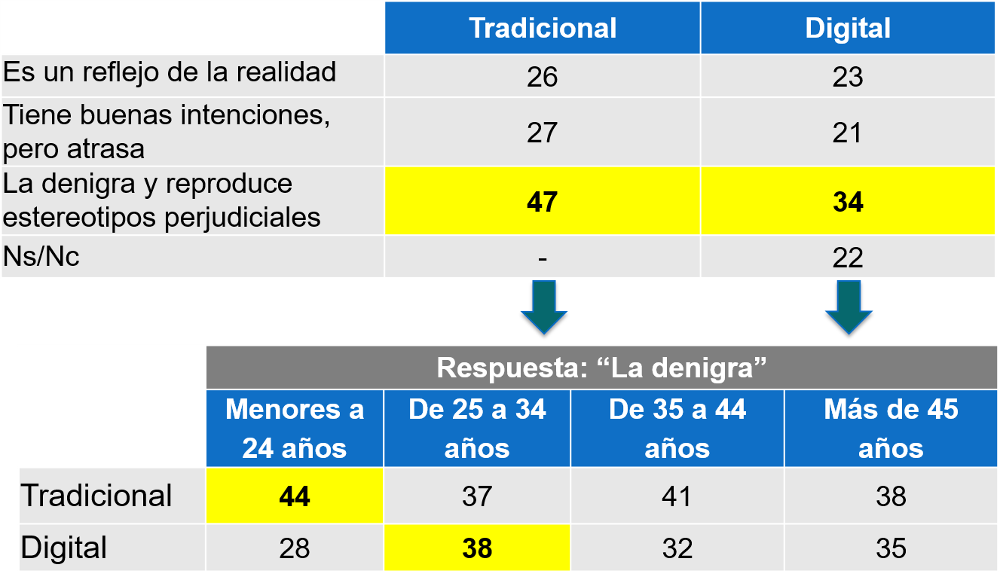 Tradicional Digital
Es un reflejo de la realidad 26 23
Tiene buenas intenciones,
pero atrasa 27 21
La denigra y reproduce
estereotipos perjudiciales 47 34
Ns/Nc - 22
Respuesta: “La denigra”
Menores a De 25 a 34 De 35 a 44 Más de 45
24 años años años años
Tradicional 44 37 41 38
Digital 28 38 32 35